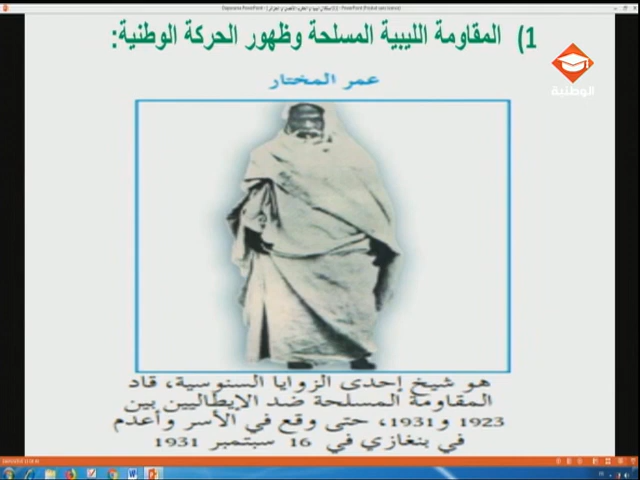 1) المقاومة الليبية المسلحة وظهور الحركة الوطنية:
الوطنية
عمر المختار
هو شيخ إحدى الزوايا السنوسية، قاد
المقاومة المسلحة ضد الإيطاليين بين
1923 و1931، حتى وقع في الأسر وأعدم
في بنغازي في 16 سبتمبر 1931